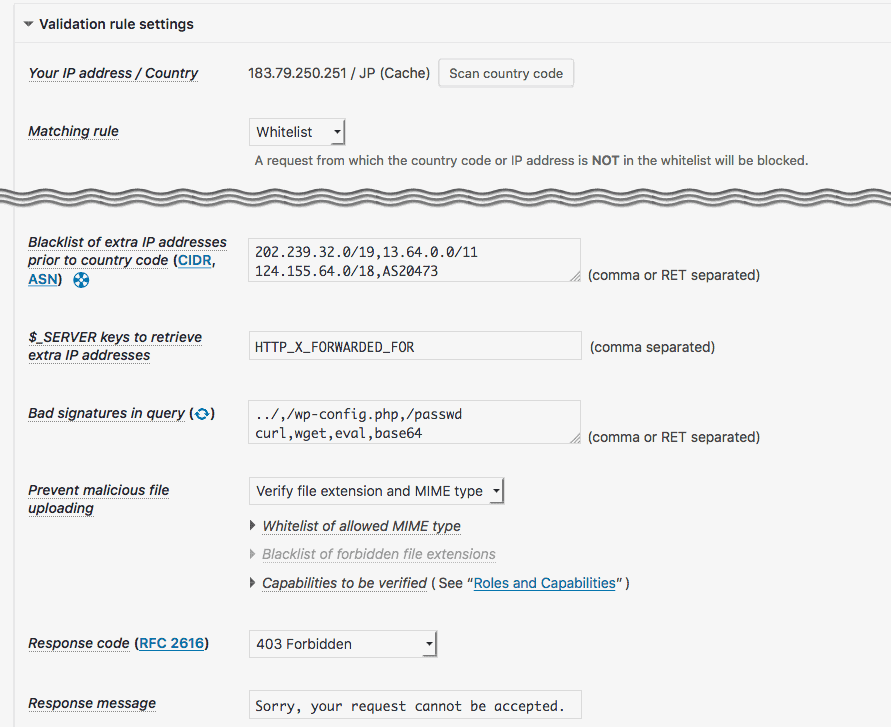 Validation rule settings
Your IP address / Country
183.79.250.251 / JP (Cache)
Scan country code
Matching rule
Whitelist
A request from which the country code or IP address is NOT in the whitelist will be blocked.
Blacklist of extra IP addresses
prior to country code (CIDR,
ASN)
202.239.32.0/19,13.64.0.0/11
124.155.64.0/18,AS20473
(comma or RET separated)
$_SERVER keys to retrieve
extra IP addresses
HTTP_X_FORWARDED_FOR
(comma separated)
Bad signatures in query ( )
../,/wp-config.php,/passwd
curl,wget,eval,base64
(comma or RET separated)
Prevent malicious file
uploading
Verify file extension and MIME type
Whitelist of allowed MIME type
Blacklist of forbidden file extensions
Capabilities to be verified ( See “Roles and Capabilities” )
Response code (RFC 2616)
403 Forbidden
Response message
Sorry, your request cannot be accepted.